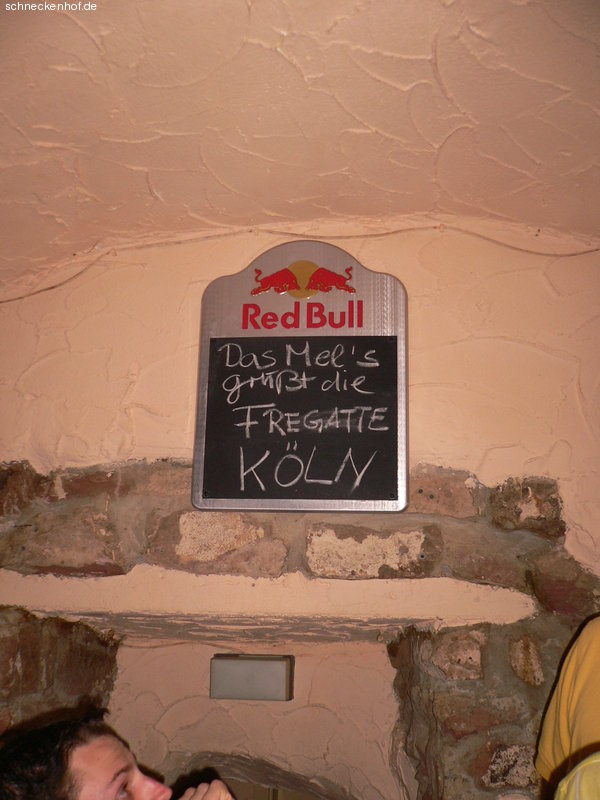 schneckenhof.de
Red Bull
Das Mel's
grüßt die
FREGATTE
KÖLN